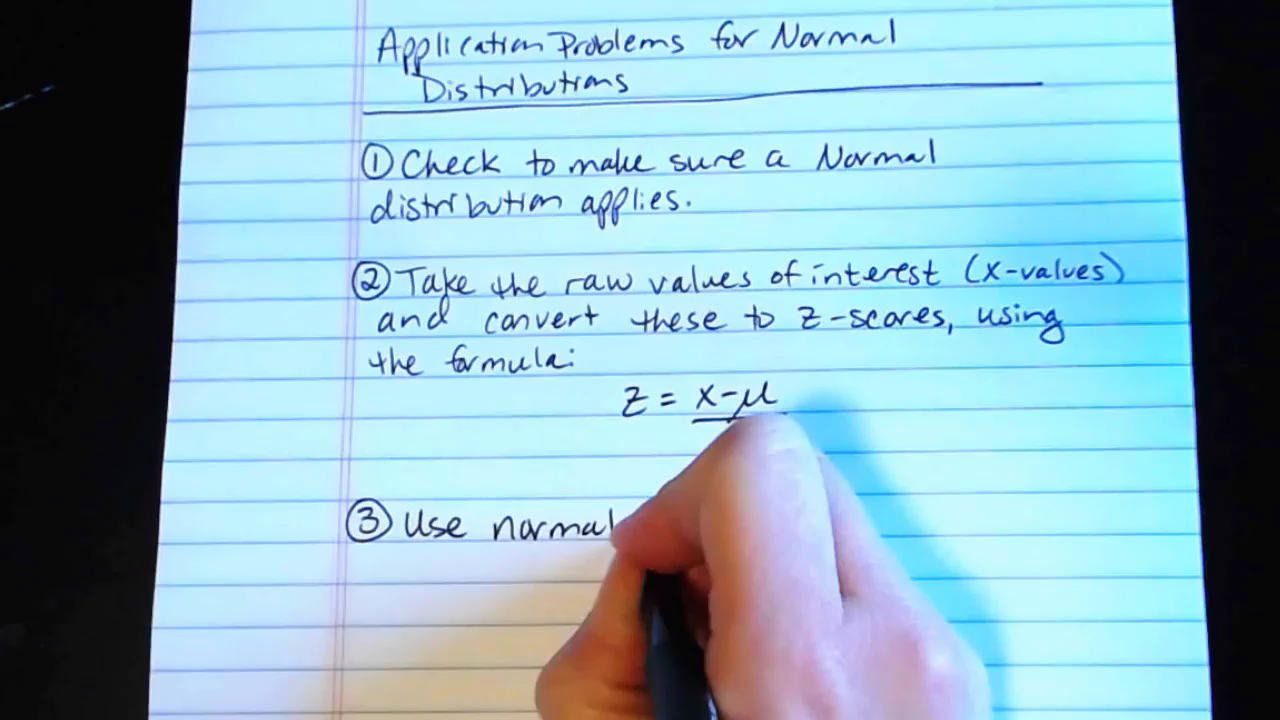 Application Problems for Normal
Distributions
① Check to make sure a Normal
distribution applies.
② Take the raw values of interest (x-values)
and convert these to z-scores, using
the formula:
z = x-μ
③ Use normal